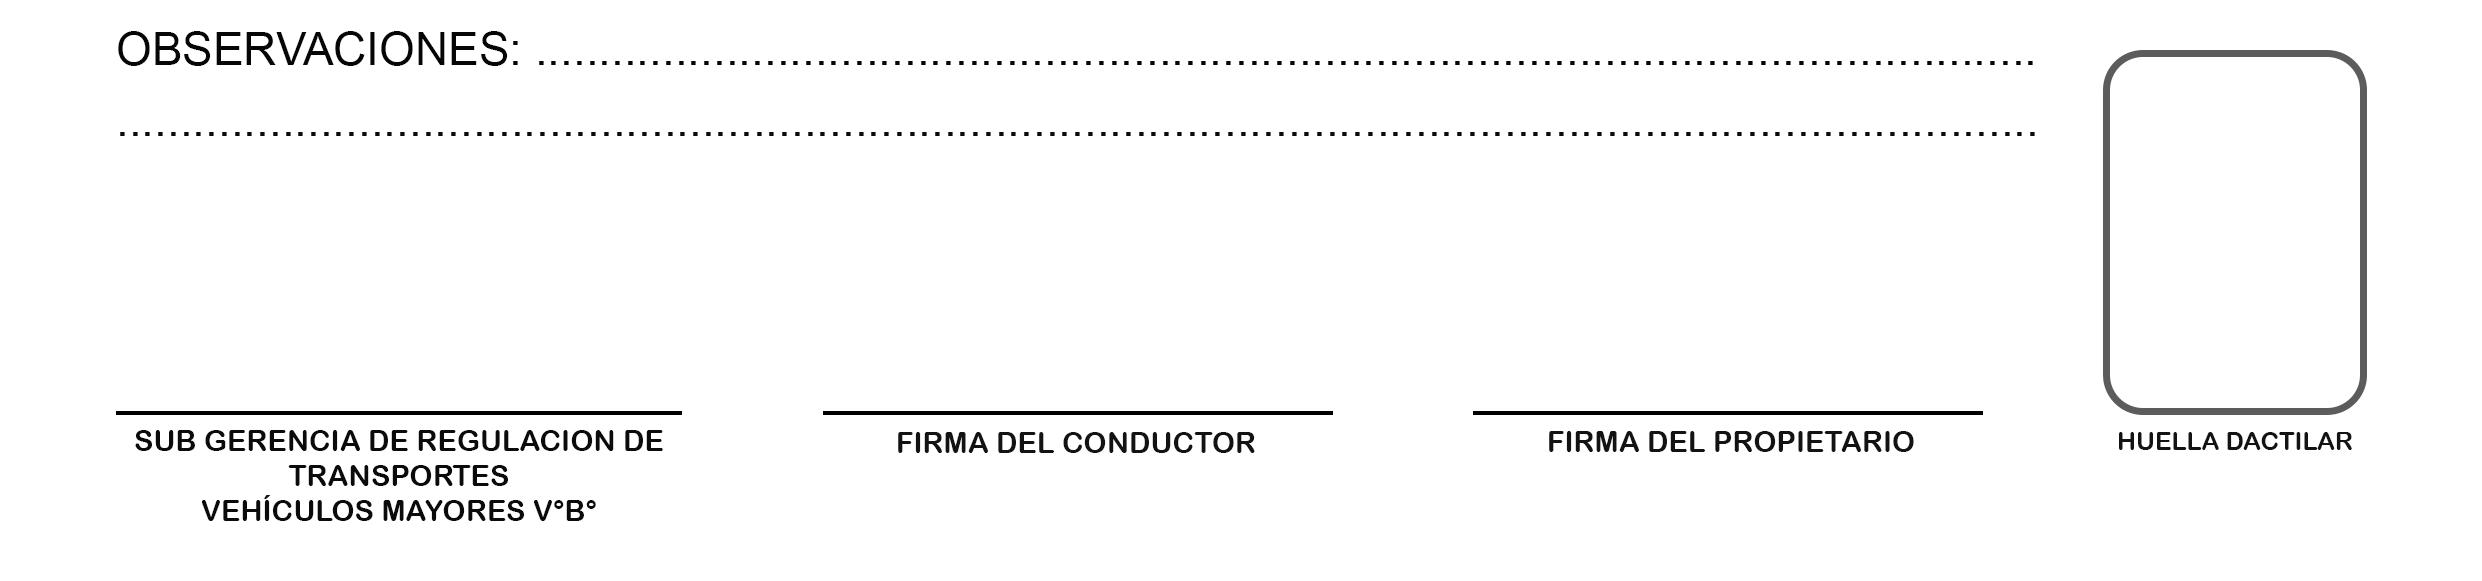 OBSERVACIONES: ........................................................................................................................
........................................................................................................................................................
SUB GERENCIA DE REGULACION DE
TRANSPORTES
VEHÍCULOS MAYORES V°B°
FIRMA DEL CONDUCTOR
FIRMA DEL PROPIETARIO
HUELLA DACTILAR